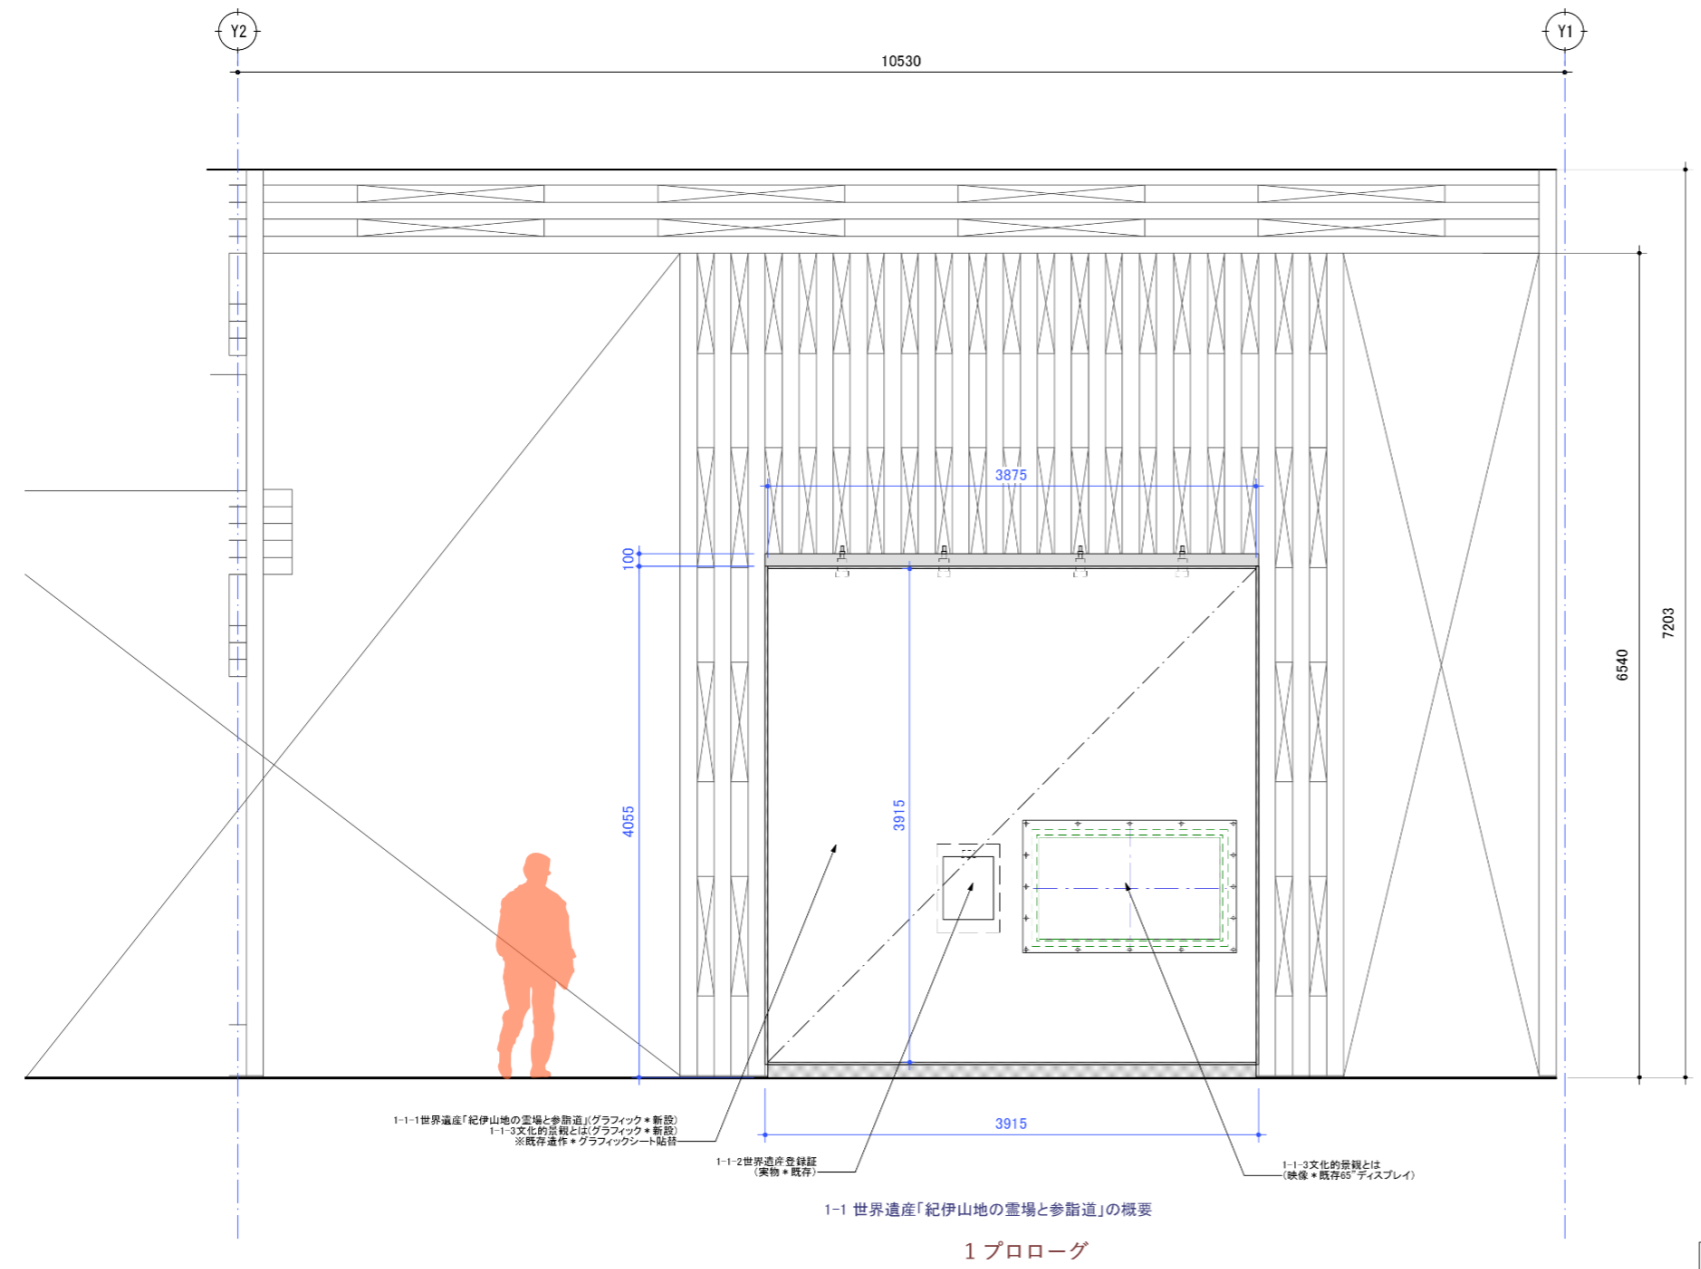 Y2
Y1
10530
3875
100
7203
6540
4055
3915
3915
1-1-1世界遺産「紀伊山地の霊場と参詣道」(グラフィック＊新設)
1-1-3文化的景観とは(グラフィック＊新設)
※既存造作＊グラフィックシート貼替
1-1-2世界遺産登録証
(実物＊既存)
1-1-3文化的景観とは
(映像＊既存65"ディスプレイ)
1-1 世界遺産「紀伊山地の霊場と参詣道」の概要
1 プロローグ